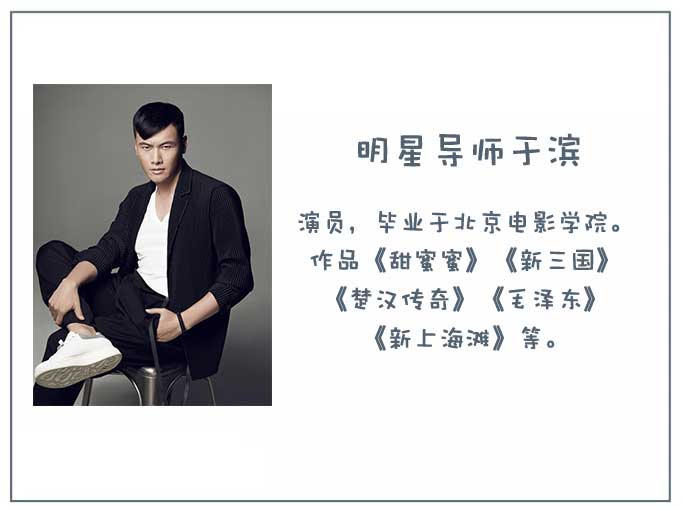 明星导师于滨
演员，毕业于北京电影学院。
作品《甜蜜蜜》《新三国》
《楚汉传奇》《毛泽东》
《新上海滩》等。